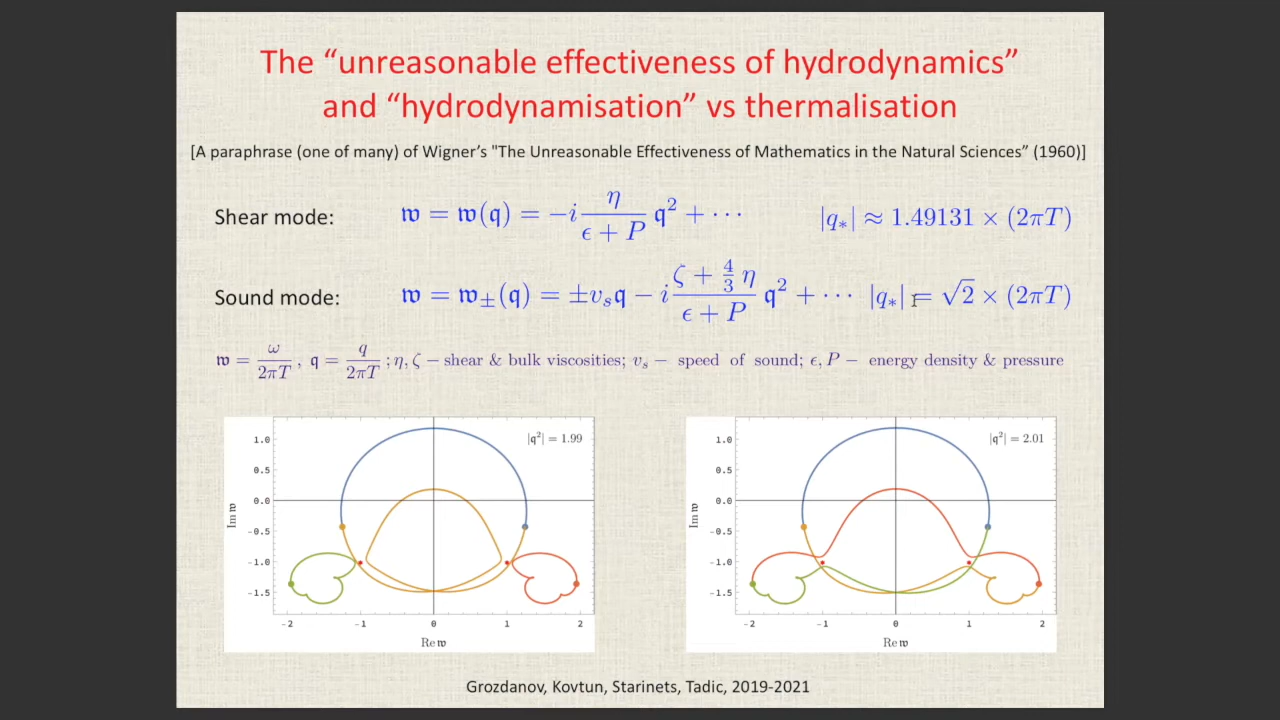 The “unreasonable effectiveness of hydrodynamics”
and “hydrodynamisation” vs thermalisation
[A paraphrase (one of many) of Wigner’s "The Unreasonable Effectiveness of Mathematics in the Natural Sciences” (1960)]
Shear mode: 𝔴 = 𝔴(𝔮) = −i η/(ϵ + P) 𝔮² + ⋯ |q∗| ≈ 1.49131 × (2πT)
Sound mode: 𝔴 = 𝔴±(𝔮) = ±vₛ𝔮 − i (ζ + 4/3 η)/(ϵ + P) 𝔮² + ⋯ |q∗| = √2 × (2πT)
𝔴 = ω/2πT , 𝔮 = q/2πT ; η, ζ − shear & bulk viscosities; vₛ − speed of sound; ϵ, P − energy density & pressure
|𝔮²| = 1.99
1.0
0.5
0.0
−0.5
−1.0
−1.5
Im 𝔴
−2 −1 0 1 2
Re 𝔴
|𝔮²| = 2.01
1.0
0.5
0.0
−0.5
−1.0
−1.5
Im 𝔴
−2 −1 0 1 2
Re 𝔴
Grozdanov, Kovtun, Starinets, Tadic, 2019-2021